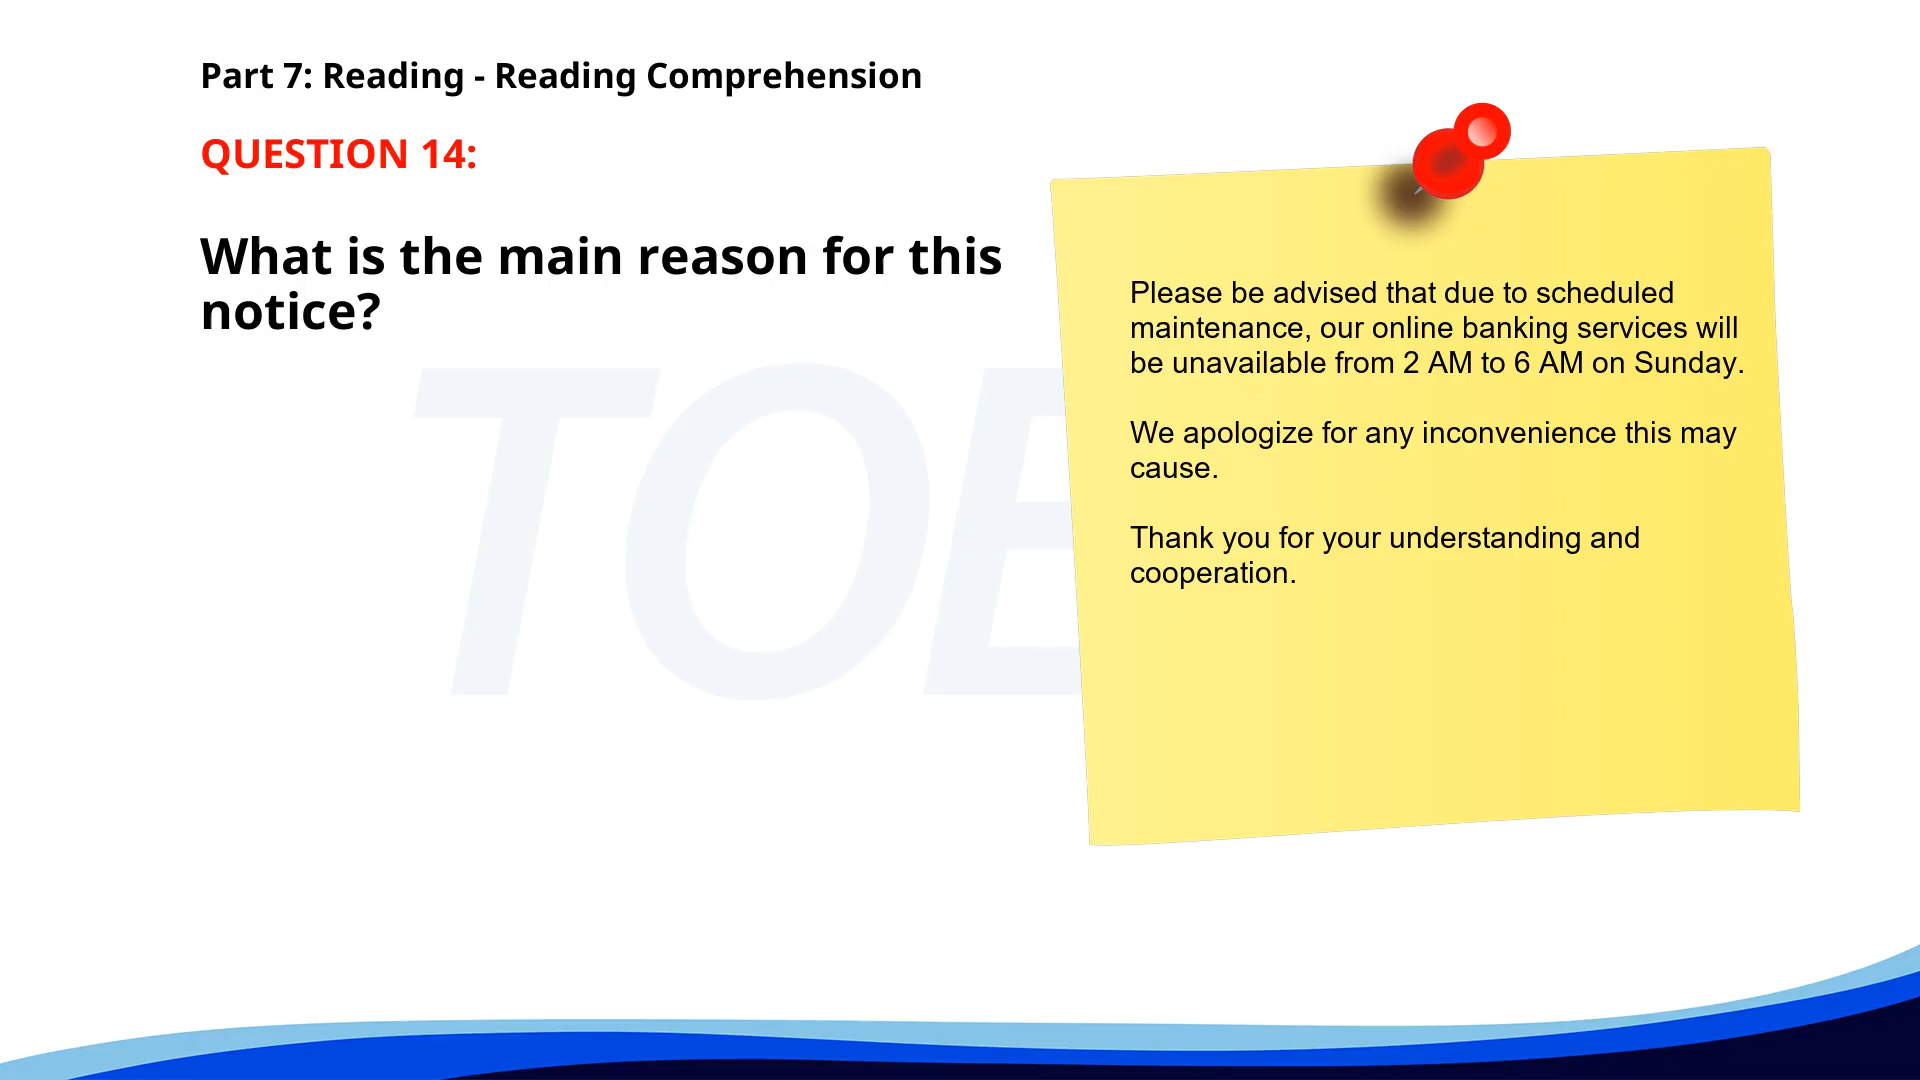 Part 7: Reading - Reading Comprehension
QUESTION 14:
What is the main reason for this
notice?
TOE
Please be advised that due to scheduled
maintenance, our online banking services will
be unavailable from 2 AM to 6 AM on Sunday.
We apologize for any inconvenience this may
cause.
Thank you for your understanding and
cooperation.